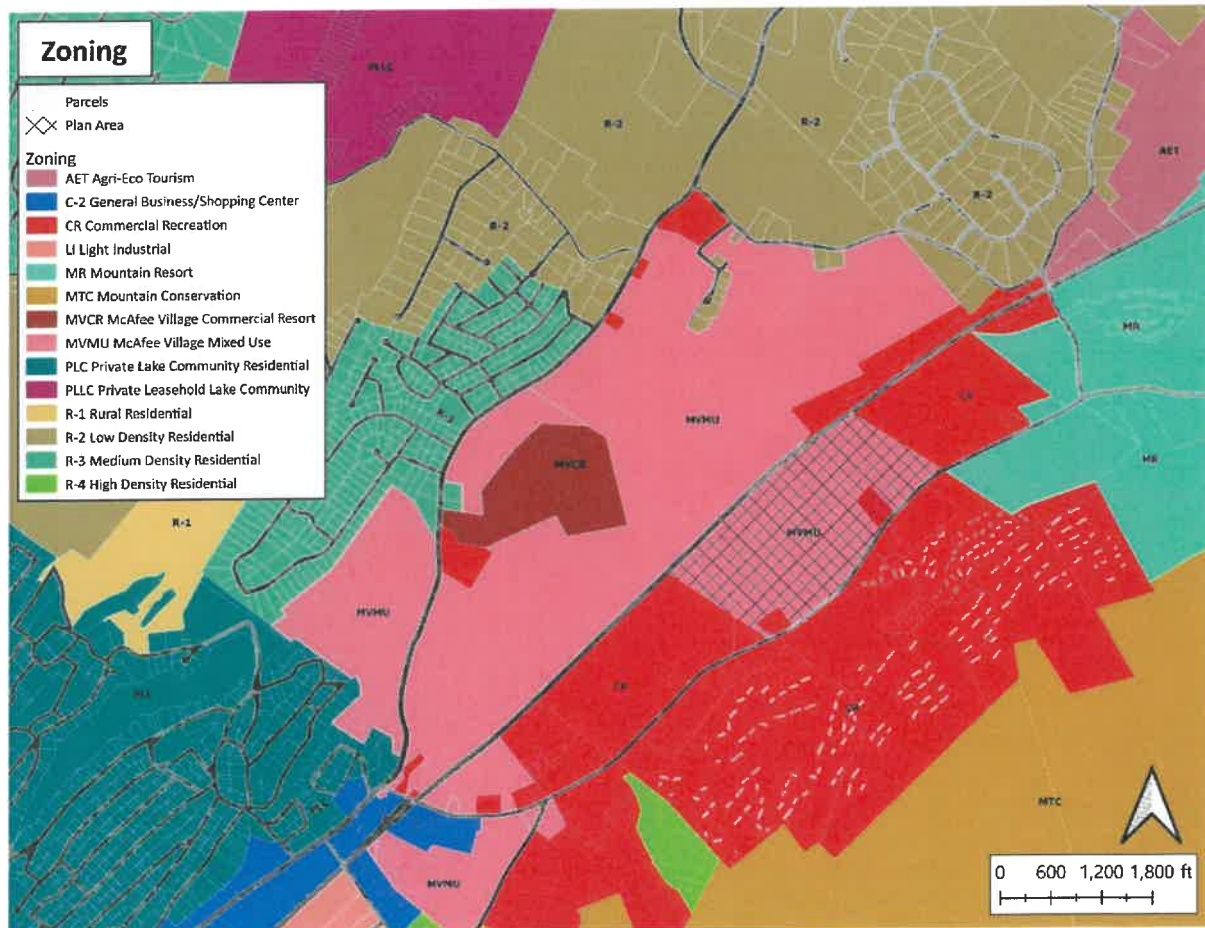 Zoning
Parcels
Plan Area
Zoning
AET Agri-Eco Tourism
C-2 General Business/Shopping Center
CR Commercial Recreation
LI Light Industrial
MR Mountain Resort
MTC Mountain Conservation
MVCR McAfee Village Commercial Resort
MVMU McAfee Village Mixed Use
PLC Private Lake Community Residential
PLLC Private Leasehold Lake Community
R-1 Rural Residential
R-2 Low Density Residential
R-3 Medium Density Residential
R-4 High Density Residential
PLLC
R-2
R-2
AET
R-2
R-2
MR
CR
R-3
MVMU
MVCR
MR
R-1
MVMU
MVMU
CR
CR
MTC
MVMU
0 600 1,200 1,800 ft